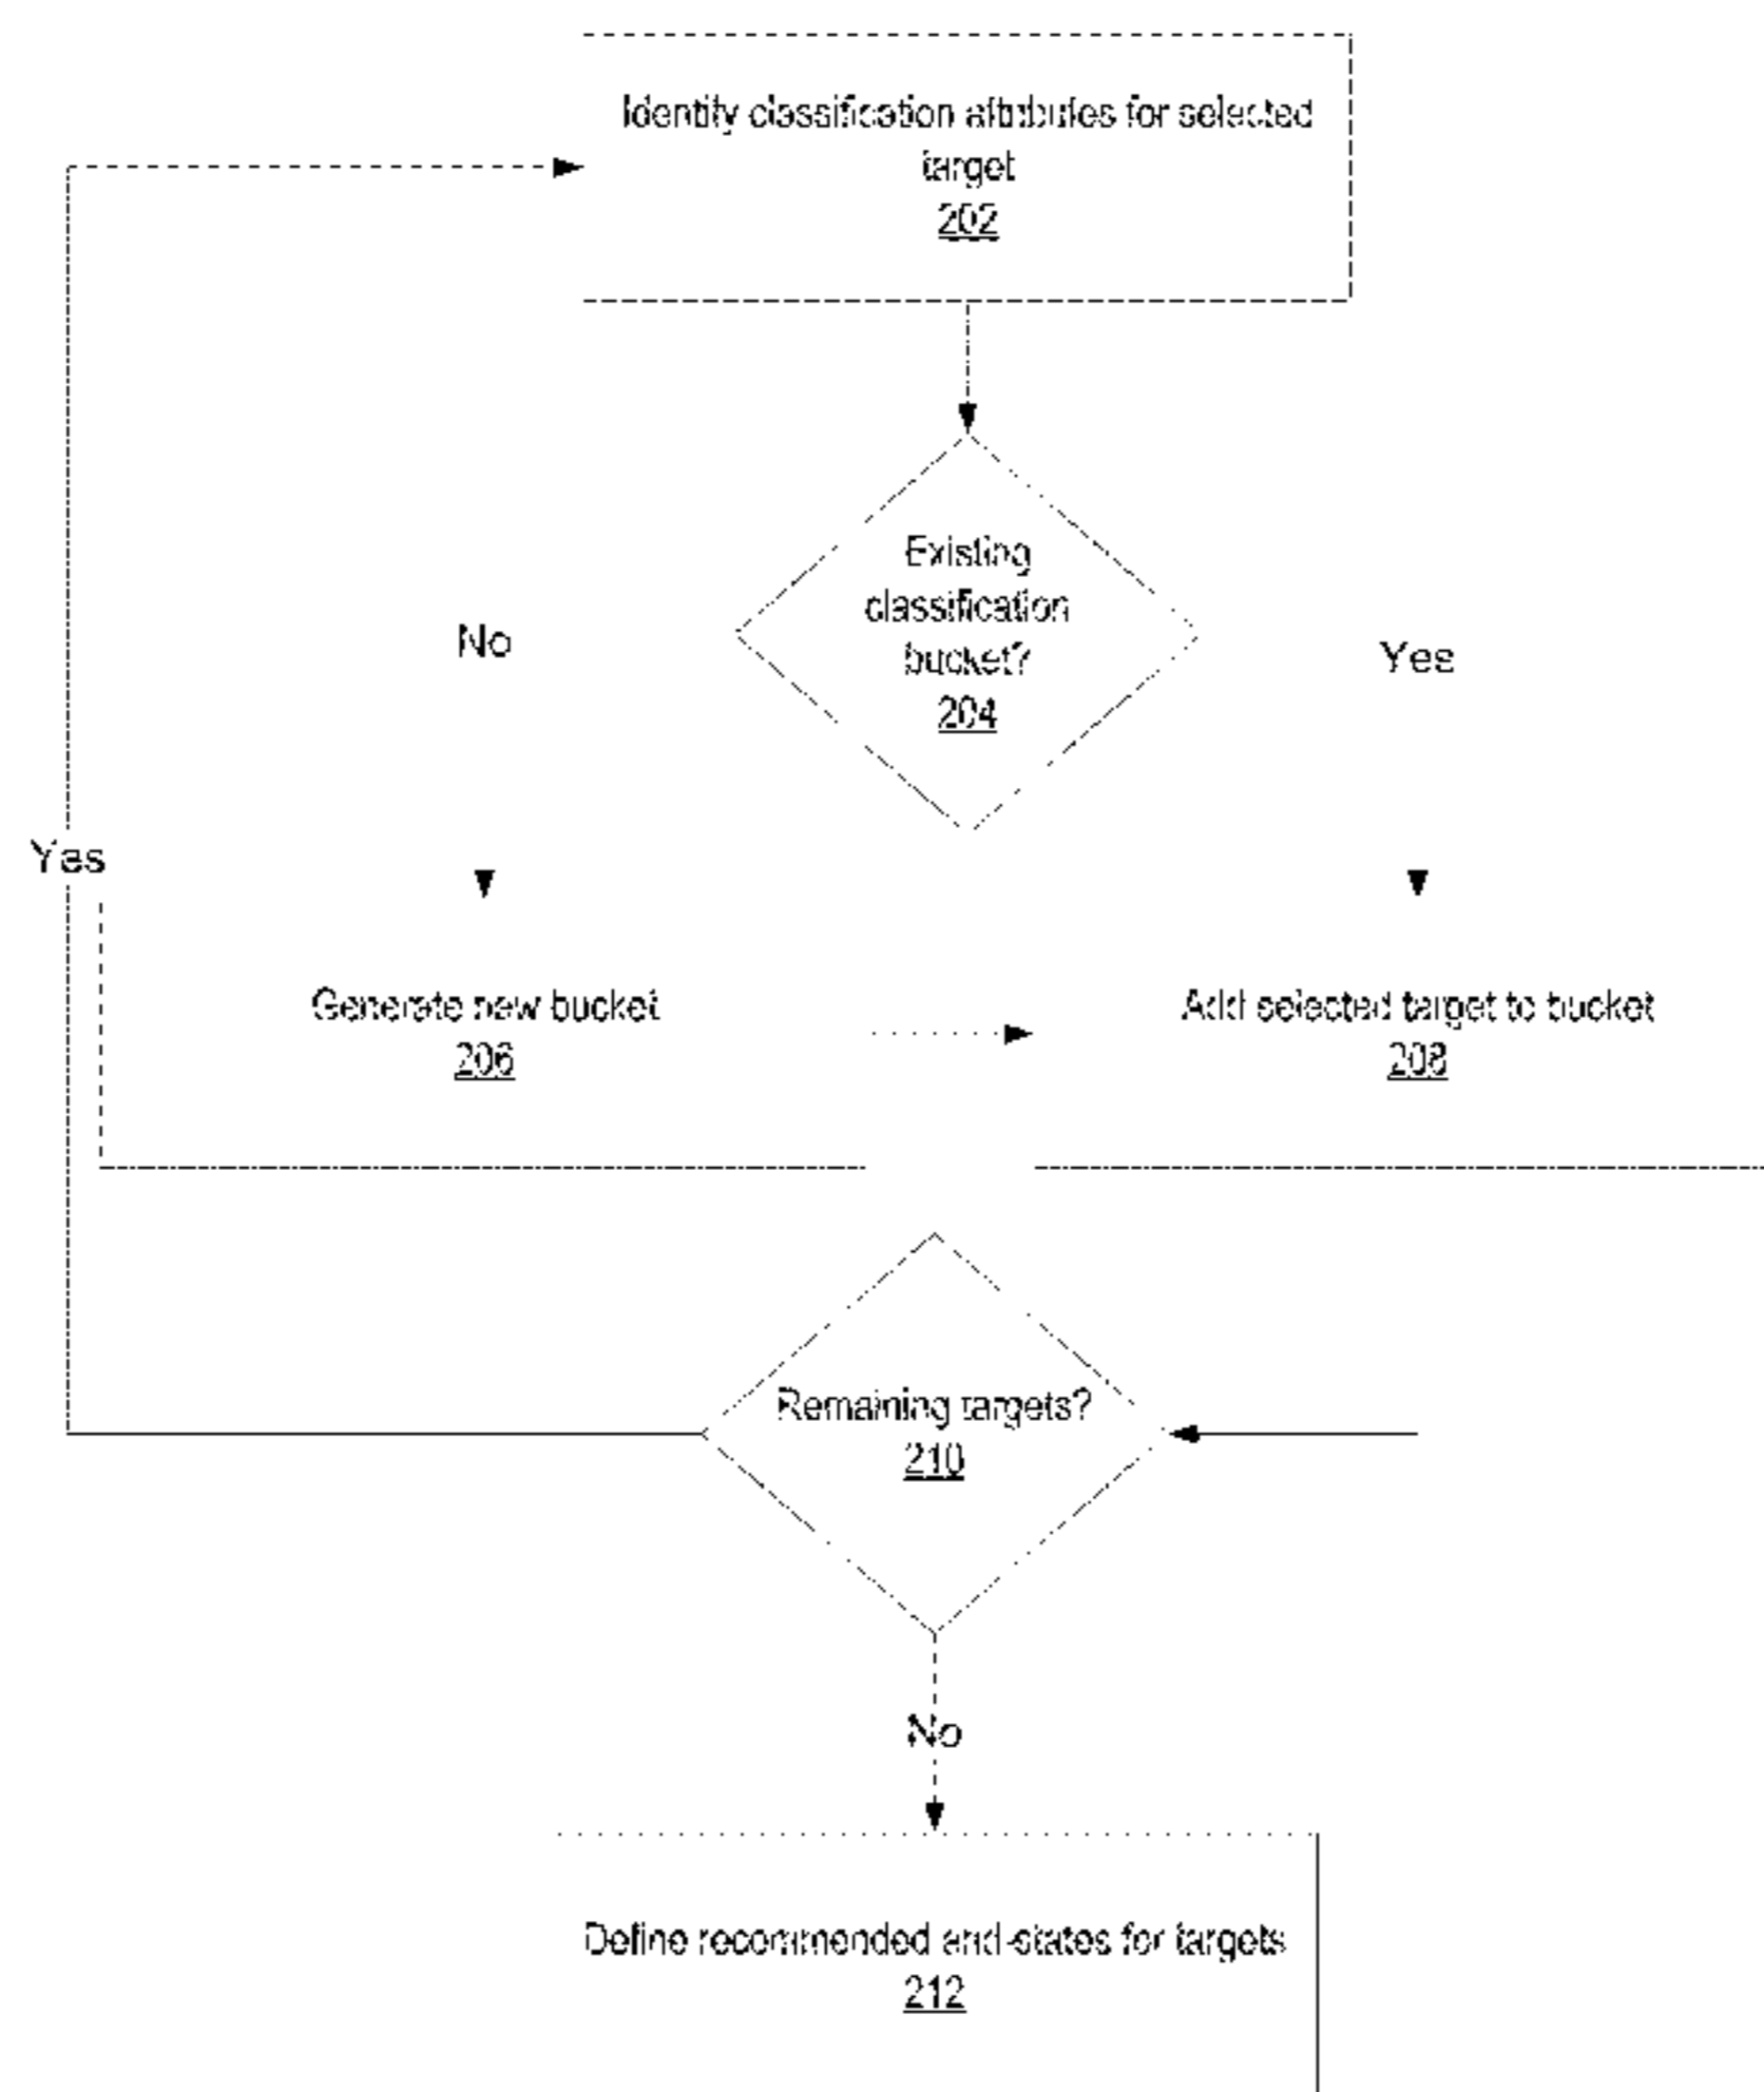 Identify classification attributes for selected
target
202
Existing
classification
bucket?
204
No
Yes
Yes
Generate new bucket
206
Add selected target to bucket
208
Remaining targets?
210
No
Define recommended end-states for targets
212